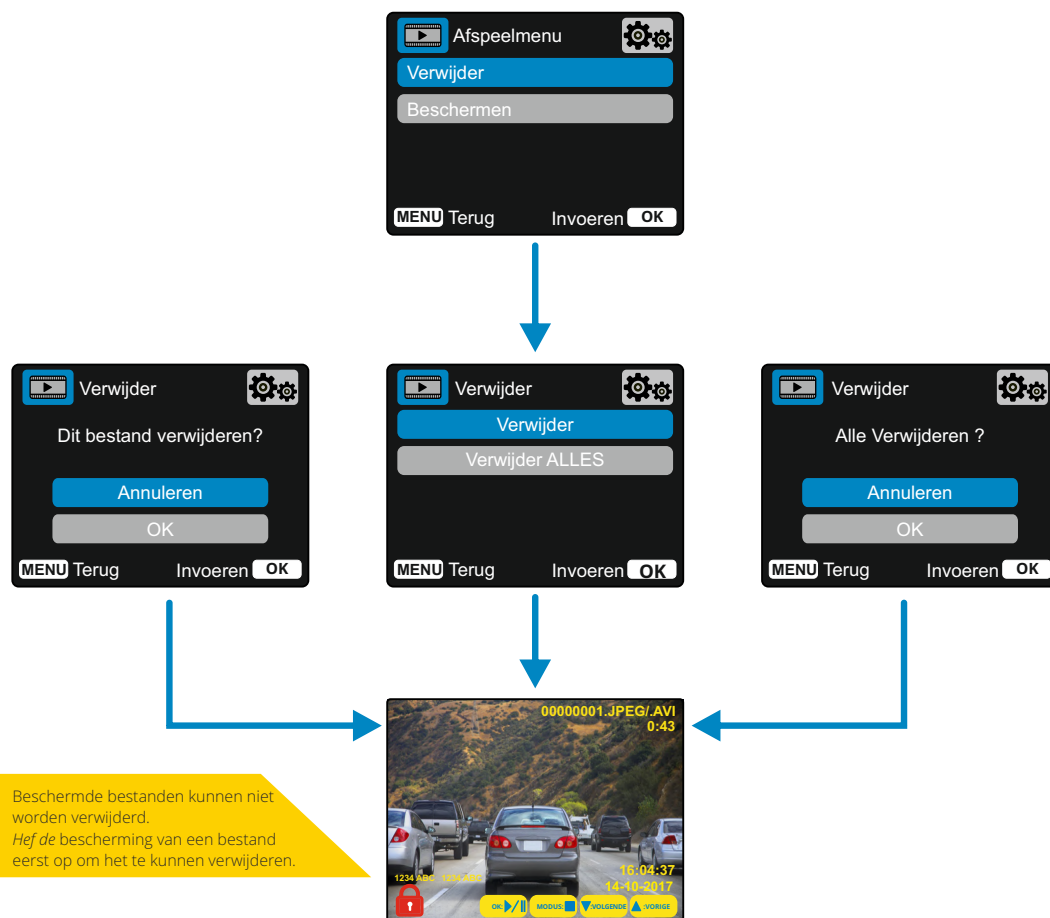 Afspeelmenu
Verwijder
Beschermen
MENU Terug Invoeren OK
Verwijder
Dit bestand verwijderen?
Annuleren
OK
MENU Terug Invoeren OK
Verwijder
Verwijder
Verwijder ALLES
MENU Terug Invoeren OK
Verwijder
Alle Verwijderen ?
Annuleren
OK
MENU Terug Invoeren OK
00000001.JPEG/.AVI
0:43
16:04:37
1234 ABC 1234 ABC
14-10-2017
OK: MODUS: :VOLGENDE :VORIGE
Beschermde bestanden kunnen niet
worden verwijderd.
Hef de bescherming van een bestand
eerst op om het te kunnen verwijderen.